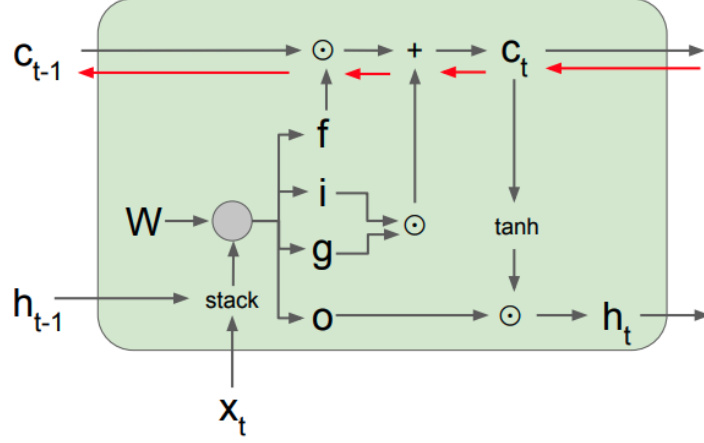 c_{t-1} ⊙ + c_t
f
i
W ⊙ tanh
g
h_{t-1} stack
o ⊙ h_t
x_t